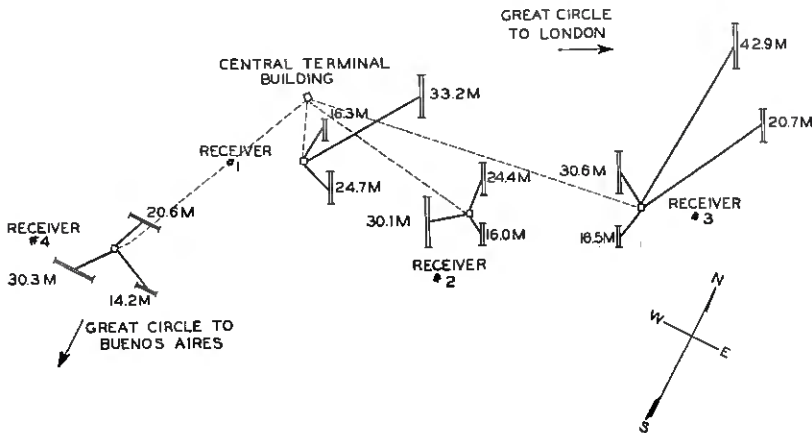 GREAT CIRCLE
TO LONDON
42.9M
CENTRAL TERMINAL
BUILDING
33.2M
16.3M
20.7M
RECEIVER
#1
24.7M
24.4M
30.6M
20.6M
30.1M
16.0M
16.5M
RECEIVER
#3
RECEIVER
#4
30.3M
14.2M
RECEIVER
#2
GREAT CIRCLE TO
BUENOS AIRES
N
W
E
S